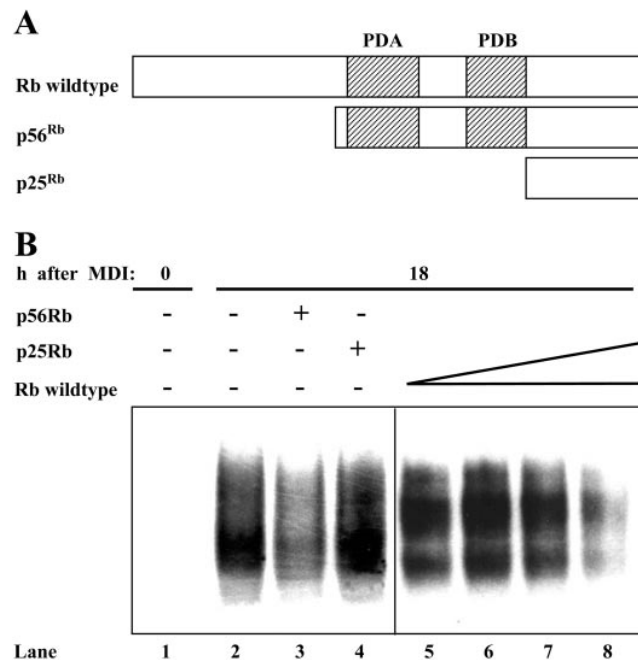 A
PDA PDB
Rb wildtype
p56Rb
p25Rb
B
h after MDI: 0 18
p56Rb - - + -
p25Rb - - - +
Rb wildtype - - - -
Lane 1 2 3 4 5 6 7 8